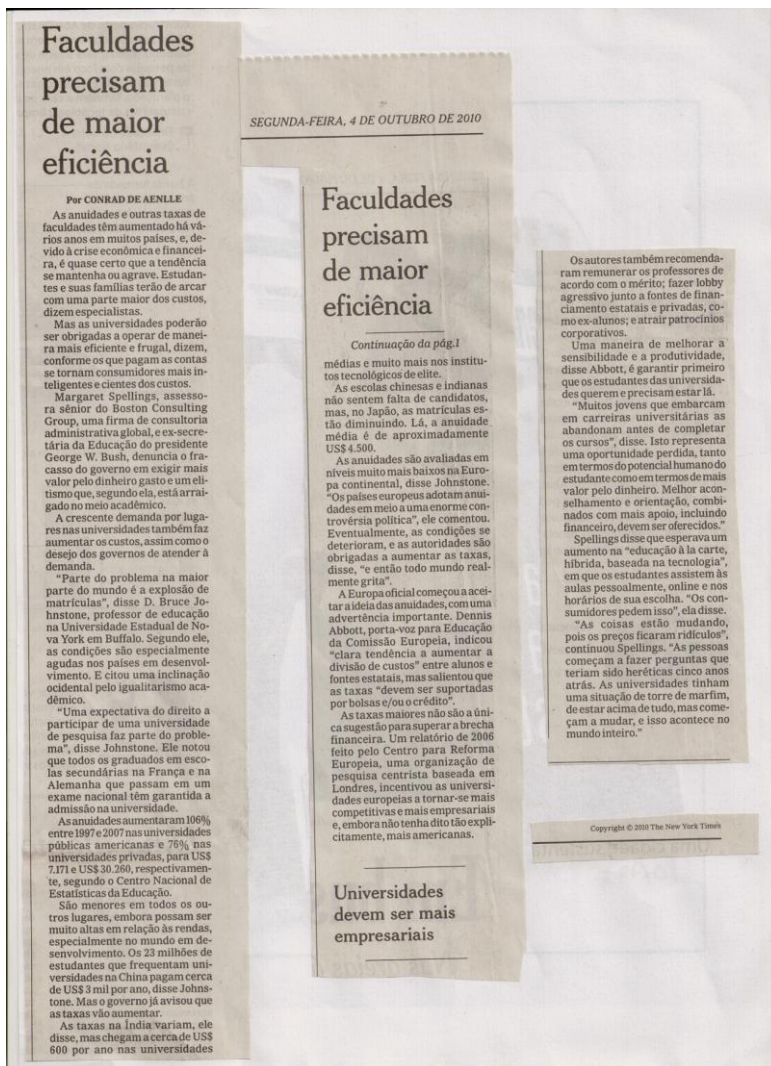 Faculdades
precisam
de maior
eficiência
Por CONRAD DE AENLLE
As anuidades e outras taxas de
faculdades têm aumentado há vá-
rios anos em muitos países, e, de-
vido à crise econômica e financei-
ra, é quase certo que a tendência
se mantenha ou agrave. Estudan-
tes e suas famílias terão de arcar
com uma parte maior dos custos,
dizem especialistas.
Mas as universidades poderão
ser obrigadas a operar de manei-
ra mais eficiente e frugal, dizem,
conforme os que pagam as contas
se tornam consumidores mais in-
teligentes e cientes dos custos.
Margaret Spellings, assesso-
ra sênior do Boston Consulting
Group, uma firma de consultoria
administrativa global, e ex-secre-
tária da Educação do presidente
George W. Bush, denuncia o fra-
casso do governo em exigir mais
valor pelo dinheiro gasto e um eli-
tismo que, segundo ela, está arrai-
gado no meio acadêmico.
A crescente demanda por luga-
res nas universidades também faz
aumentar os custos, assim como o
desejo dos governos de atender à
demanda.
"Parte do problema na maior
parte do mundo é a explosão de
matrículas", disse D. Bruce Jo-
hnstone, professor de educação
na Universidade Estadual de No-
va York em Buffalo. Segundo ele,
as condições são especialmente
agudas nos países em desenvol-
vimento. E citou uma inclinação
ocidental pelo igualitarismo aca-
dêmico.
"Uma expectativa do direito a
participar de uma universidade
de pesquisa faz parte do proble-
ma", disse Johnstone. Ele notou
que todos os graduados em esco-
las secundárias na França e na
Alemanha que passam em um
exame nacional têm garantida a
admissão na universidade.
As anuidades aumentaram 106%
entre 1997 e 2007 nas universidades
públicas americanas e 76% nas
universidades privadas, para US$
7.171 e US$ 30.260, respectivamen-
te, segundo o Centro Nacional de
Estatísticas da Educação.
São menores em todos os ou-
tros lugares, embora possam ser
muito altas em relação às rendas,
especialmente no mundo em de-
senvolvimento. Os 23 milhões de
estudantes que frequentam uni-
versidades na China pagam cerca
de US$ 3 mil por ano, disse Johns-
tone. Mas o governo já avisou que
as taxas vão aumentar.
As taxas na Índia variam, ele
disse, mas chegam a cerca de US$
600 por ano nas universidades
SEGUNDA-FEIRA, 4 DE OUTUBRO DE 2010
Faculdades
precisam
de maior
eficiência
Continuação da pág.1
médias e muito mais nos institu-
tos tecnológicos de elite.
As escolas chinesas e indianas
não sentem falta de candidatos,
mas, no Japão, as matrículas es-
tão diminuindo. Lá, a anuidade
média é de aproximadamente
US$ 4.500.
As anuidades são avaliadas em
níveis muito mais baixos na Euro-
pa continental, disse Johnstone.
"Os países europeus adotam anui-
dades em meio a uma enorme con-
trovérsia política", ele comentou.
Eventualmente, as condições se
deterioram, e as autoridades são
obrigadas a aumentar as taxas,
disse, "e então todo mundo real-
mente grita".
A Europa oficial começou a acei-
tar a ideia das anuidades, com uma
advertência importante. Dennis
Abbott, porta-voz para Educação
da Comissão Europeia, indicou
"clara tendência a aumentar a
divisão de custos" entre alunos e
fontes estatais, mas salientou que
as taxas "devem ser suportadas
por bolsas e/ou o crédito".
As taxas maiores não são a úni-
ca sugestão para superar a brecha
financeira. Um relatório de 2006
feito pelo Centro para Reforma
Europeia, uma organização de
pesquisa centrista baseada em
Londres, incentivou as universi-
dades europeias a tornar-se mais
competitivas e mais empresariais
e, embora não tenha dito tão explí-
citamente, mais americanas.
Universidades
devem ser mais
empresariais
Os autores também recomenda-
ram remunerar os professores de
acordo com o mérito; fazer lobby
agressivo junto a fontes de finan-
ciamento estatais e privadas, co-
mo ex-alunos; e atrair patrocínios
corporativos.
Uma maneira de melhorar a
sensibilidade e a produtividade,
disse Abbott, é garantir primeiro
que os estudantes das universida-
des querem e precisam estar lá.
"Muitos jovens que embarcam
em carreiras universitárias as
abandonam antes de completar
os cursos", disse. Isto representa
uma oportunidade perdida, tanto
em termos do potencial humano do
estudante como em termos de mais
valor pelo dinheiro. Melhor acon-
selhamento e orientação, combi-
nados com mais apoio, incluindo
financeiro, devem ser oferecidos."
Spellings disse que esperava um
aumento na "educação à la carte,
híbrida, baseada na tecnologia",
em que os estudantes assistem às
aulas pessoalmente, online e nos
horários de sua escolha. "Os con-
sumidores pedem isso", ela disse.
"As coisas estão mudando,
pois os preços ficaram ridículos",
continuou Spellings. "As pessoas
começam a fazer perguntas que
teriam sido heréticas cinco anos
atrás. As universidades tinham
uma situação de torre de marfim,
de estar acima de tudo, mas come-
çam a mudar, e isso acontece no
mundo inteiro."
Copyright © 2010 The New York Times